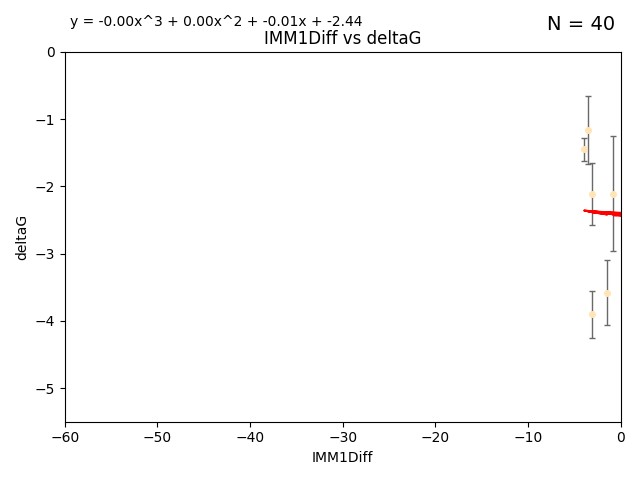 y = -0.00x^3 + 0.00x^2 + -0.01x + -2.44
N = 40
IMM1Diff vs deltaG
0
−1
−2
−3
−4
−5
deltaG
−60 −50 −40 −30 −20 −10 0
IMM1Diff